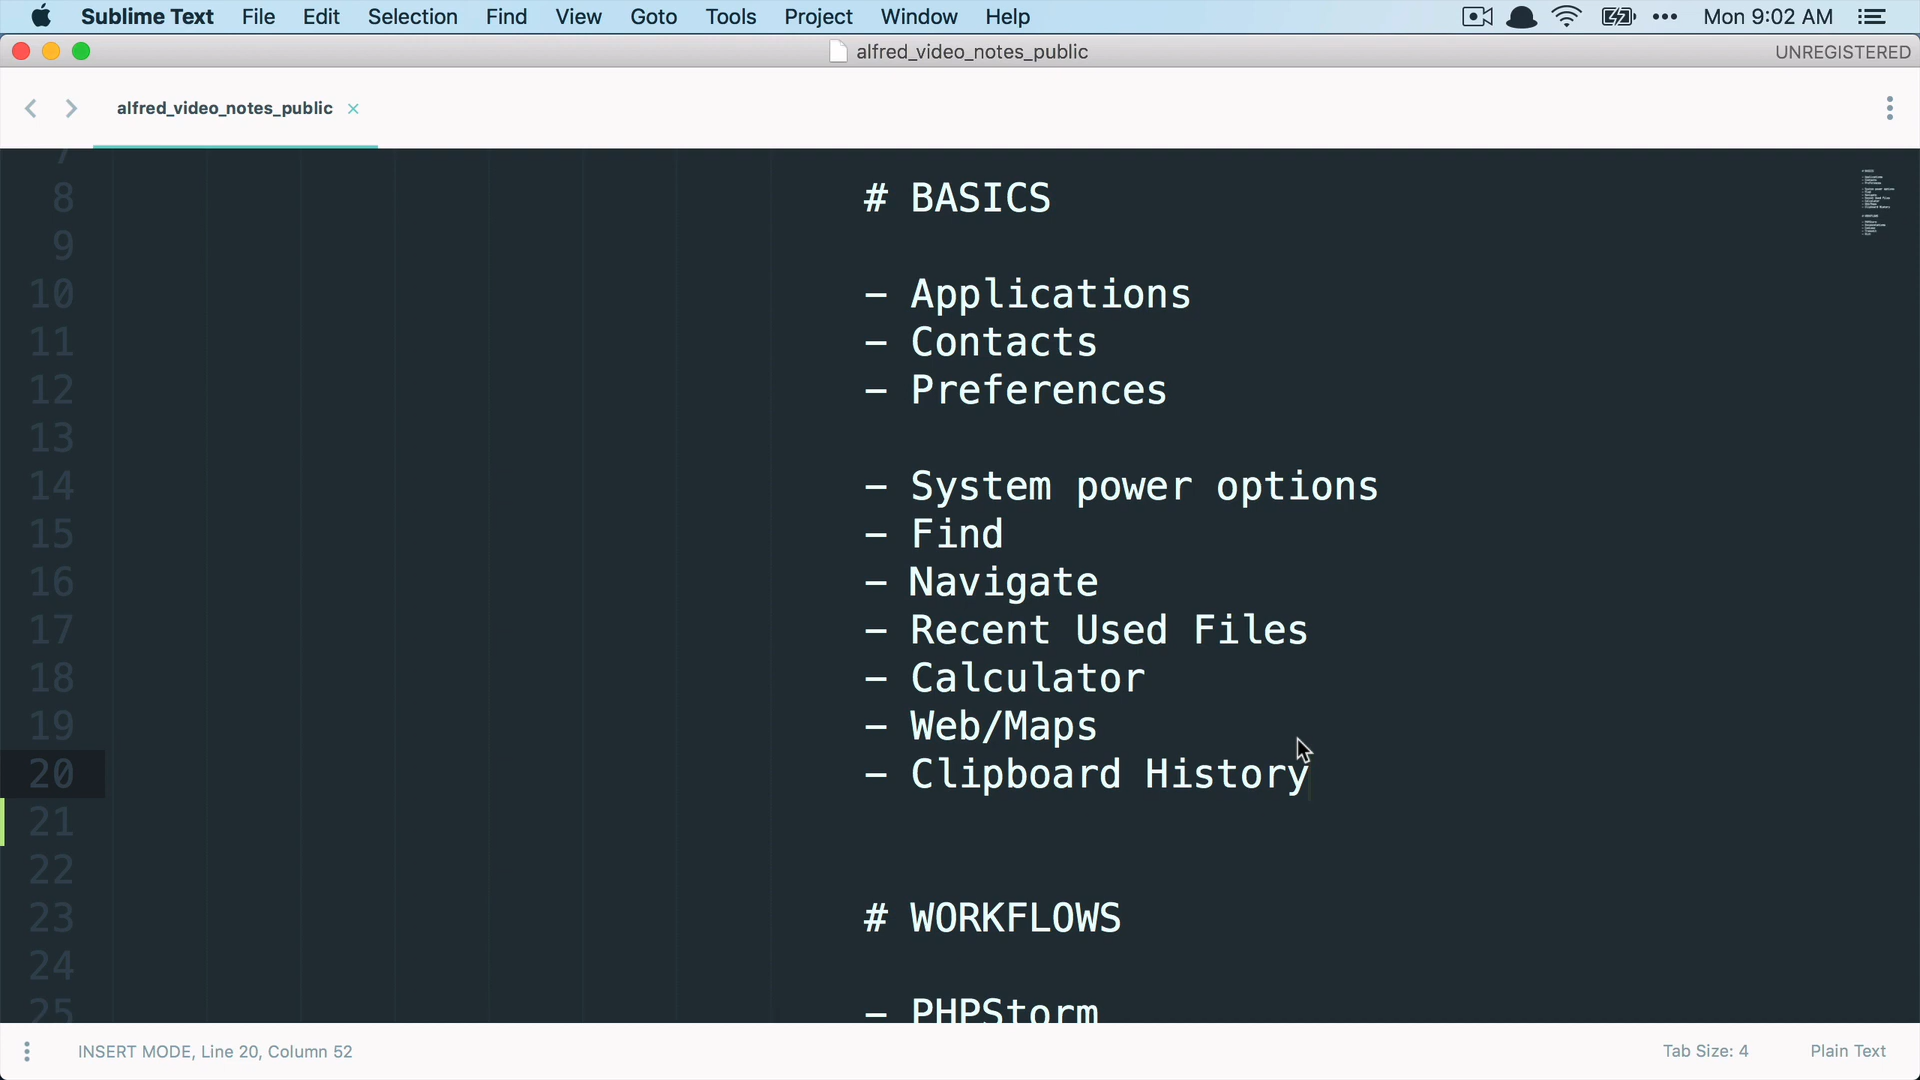 Sublime Text File Edit Selection Find View Goto Tools Project Window Help Mon 9:02 AM
alfred_video_notes_public UNREGISTERED
alfred_video_notes_public ×
7
8 # BASICS
9
10 - Applications
11 - Contacts
12 - Preferences
13
14 - System power options
15 - Find
16 - Navigate
17 - Recent Used Files
18 - Calculator
19 - Web/Maps
20 - Clipboard History
21
22
23 # WORKFLOWS
24
25 - PHPStorm
INSERT MODE, Line 20, Column 52 Tab Size: 4 Plain Text